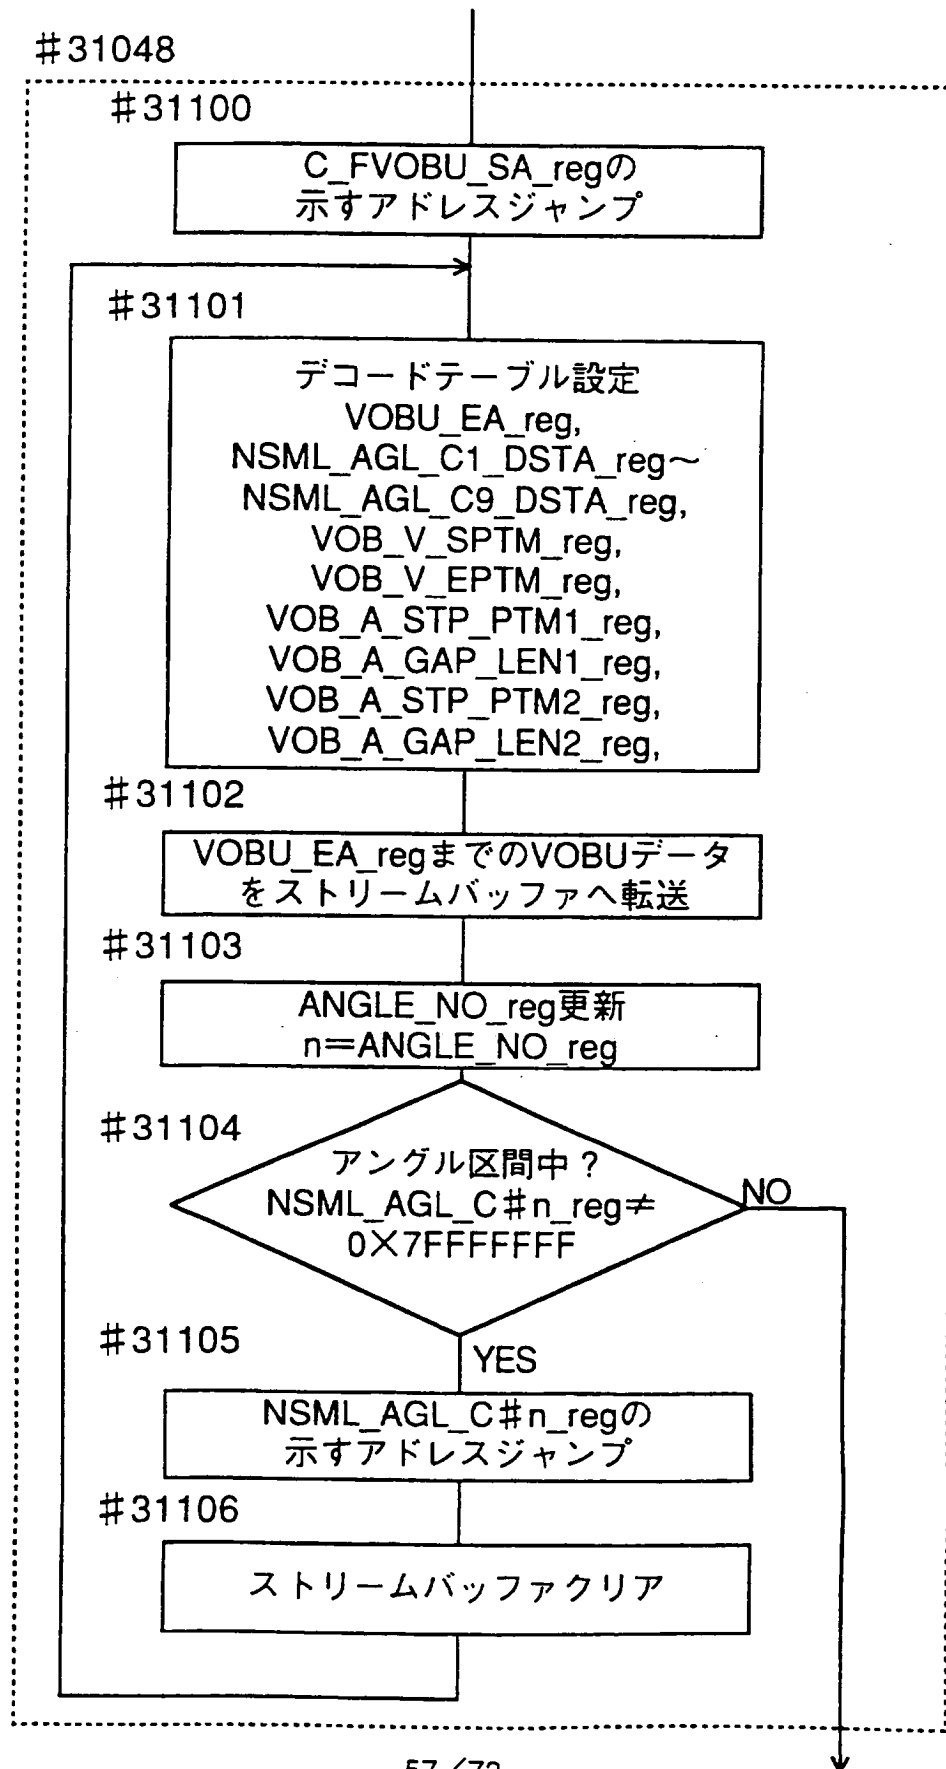 #31048
#31100
C_FVOBU_SA_regの
示すアドレスジャンプ
#31101
デコードテーブル設定
VOBU_EA_reg,
NSML_AGL_C1_DSTA_reg~
NSML_AGL_C9_DSTA_reg,
VOB_V_SPTM_reg,
VOB_V_EPTM_reg,
VOB_A_STP_PTM1_reg,
VOB_A_GAP_LEN1_reg,
VOB_A_STP_PTM2_reg,
VOB_A_GAP_LEN2_reg,
#31102
VOBU_EA_regまでのVOBUデータ
をストリームバッファへ転送
#31103
ANGLE_NO_reg更新
n=ANGLE_NO_reg
#31104
アングル区間中?
NSML_AGL_C#n_reg≠
0×7FFFFFFF
NO
#31105
YES
NSML_AGL_C#n_regの
示すアドレスジャンプ
#31106
ストリームバッファクリア